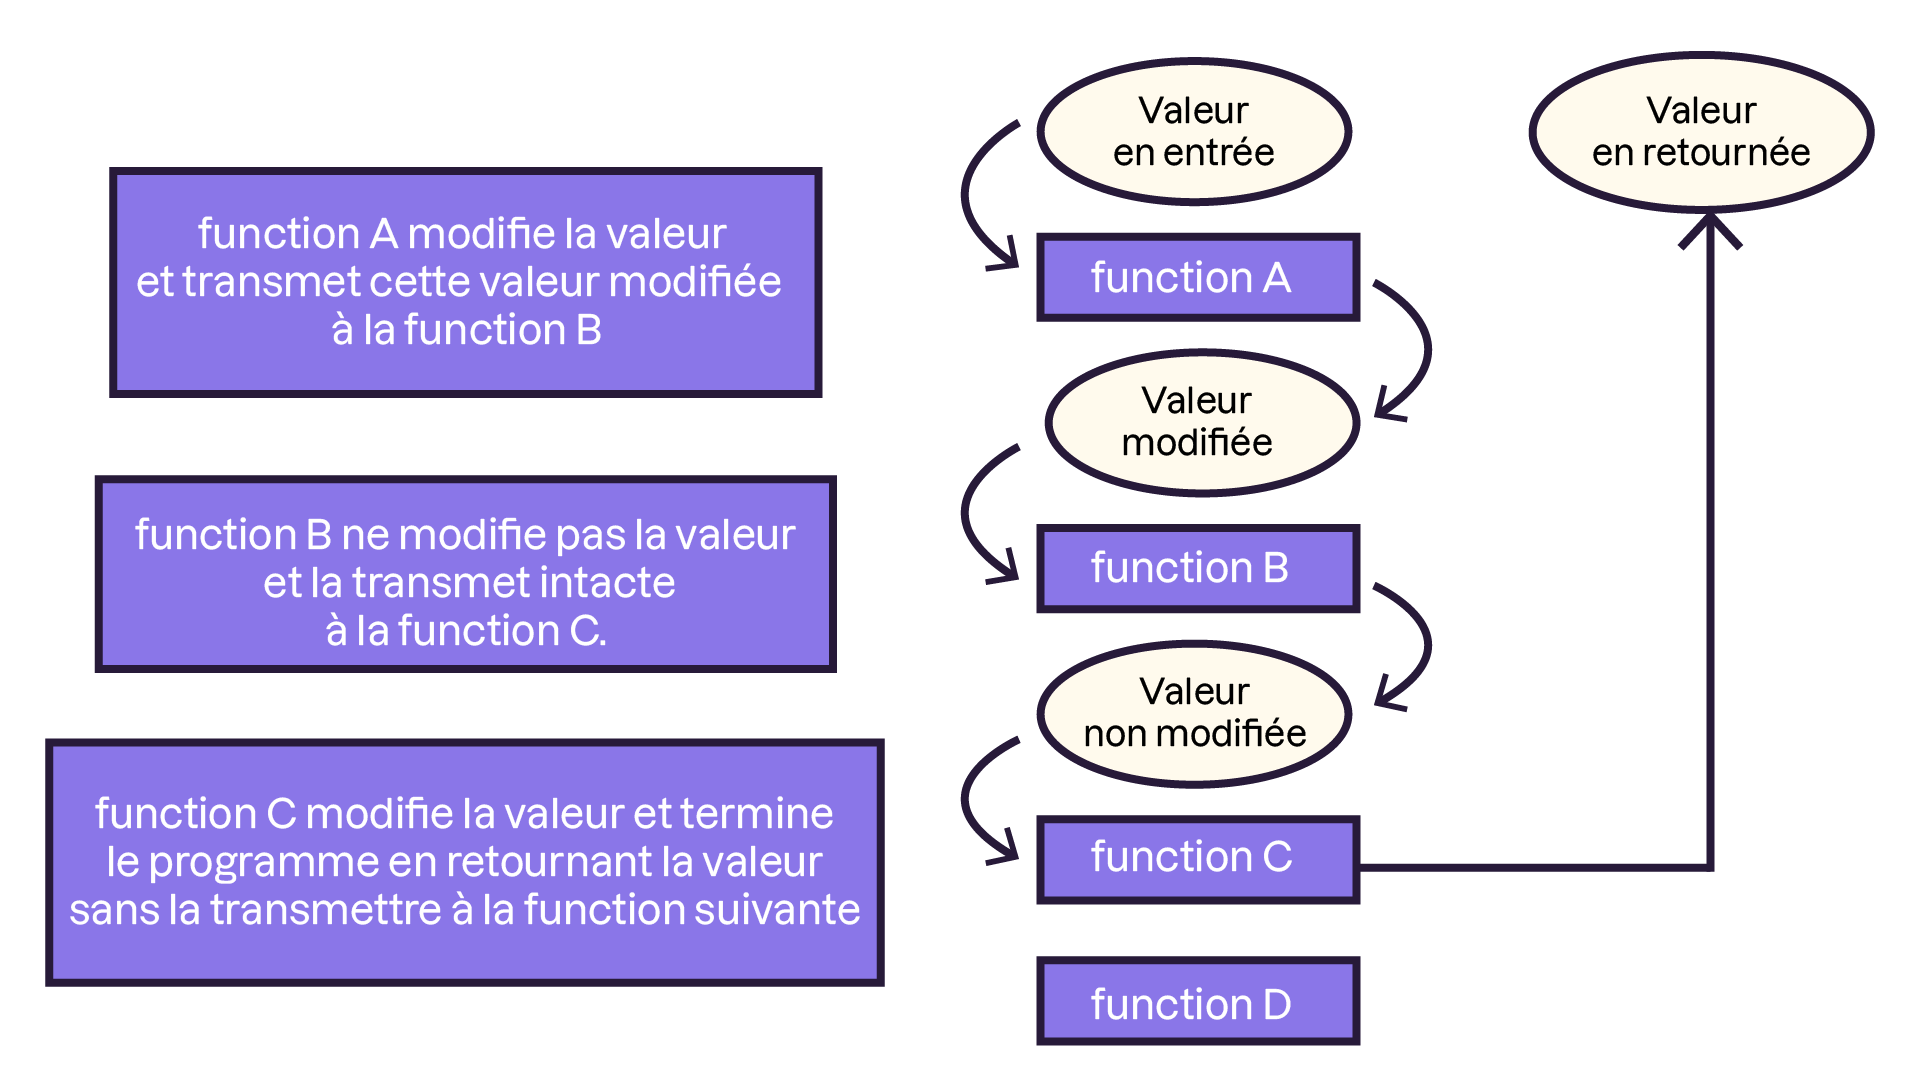 function A modifie la valeur
et transmet cette valeur modifiée
à la function B
function B ne modifie pas la valeur
et la transmet intacte
à la function C.
function C modifie la valeur et termine
le programme en retournant la valeur
sans la transmettre à la function suivante
Valeur
en entrée
function A
Valeur
modifiée
function B
Valeur
non modifiée
function C
function D
Valeur
en retournée